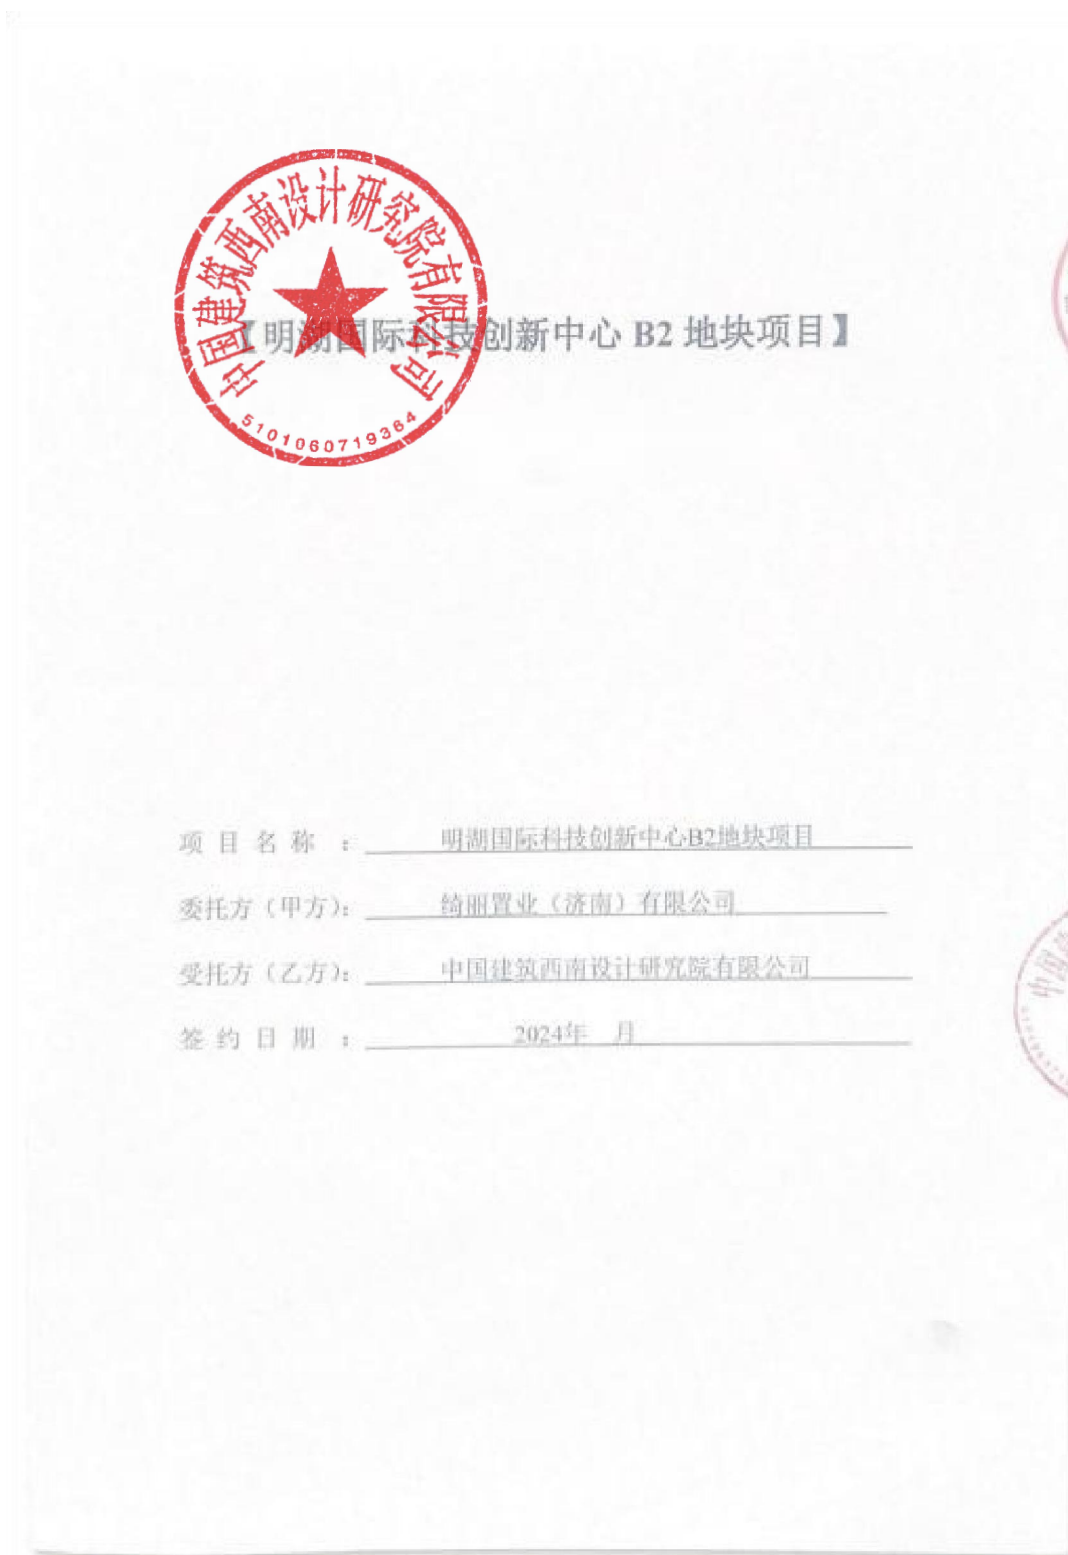 中国建筑西南设计研究院有限公司
【明湖国际科技创新中心 B2 地块项目】
5101060719364
项 目 名 称 ： 明湖国际科技创新中心B2地块项目
委托方（甲方）： 绮丽置业（济南）有限公司
受托方（乙方）： 中国建筑西南设计研究院有限公司
签 约 日 期 ： 2024年 月
中国建